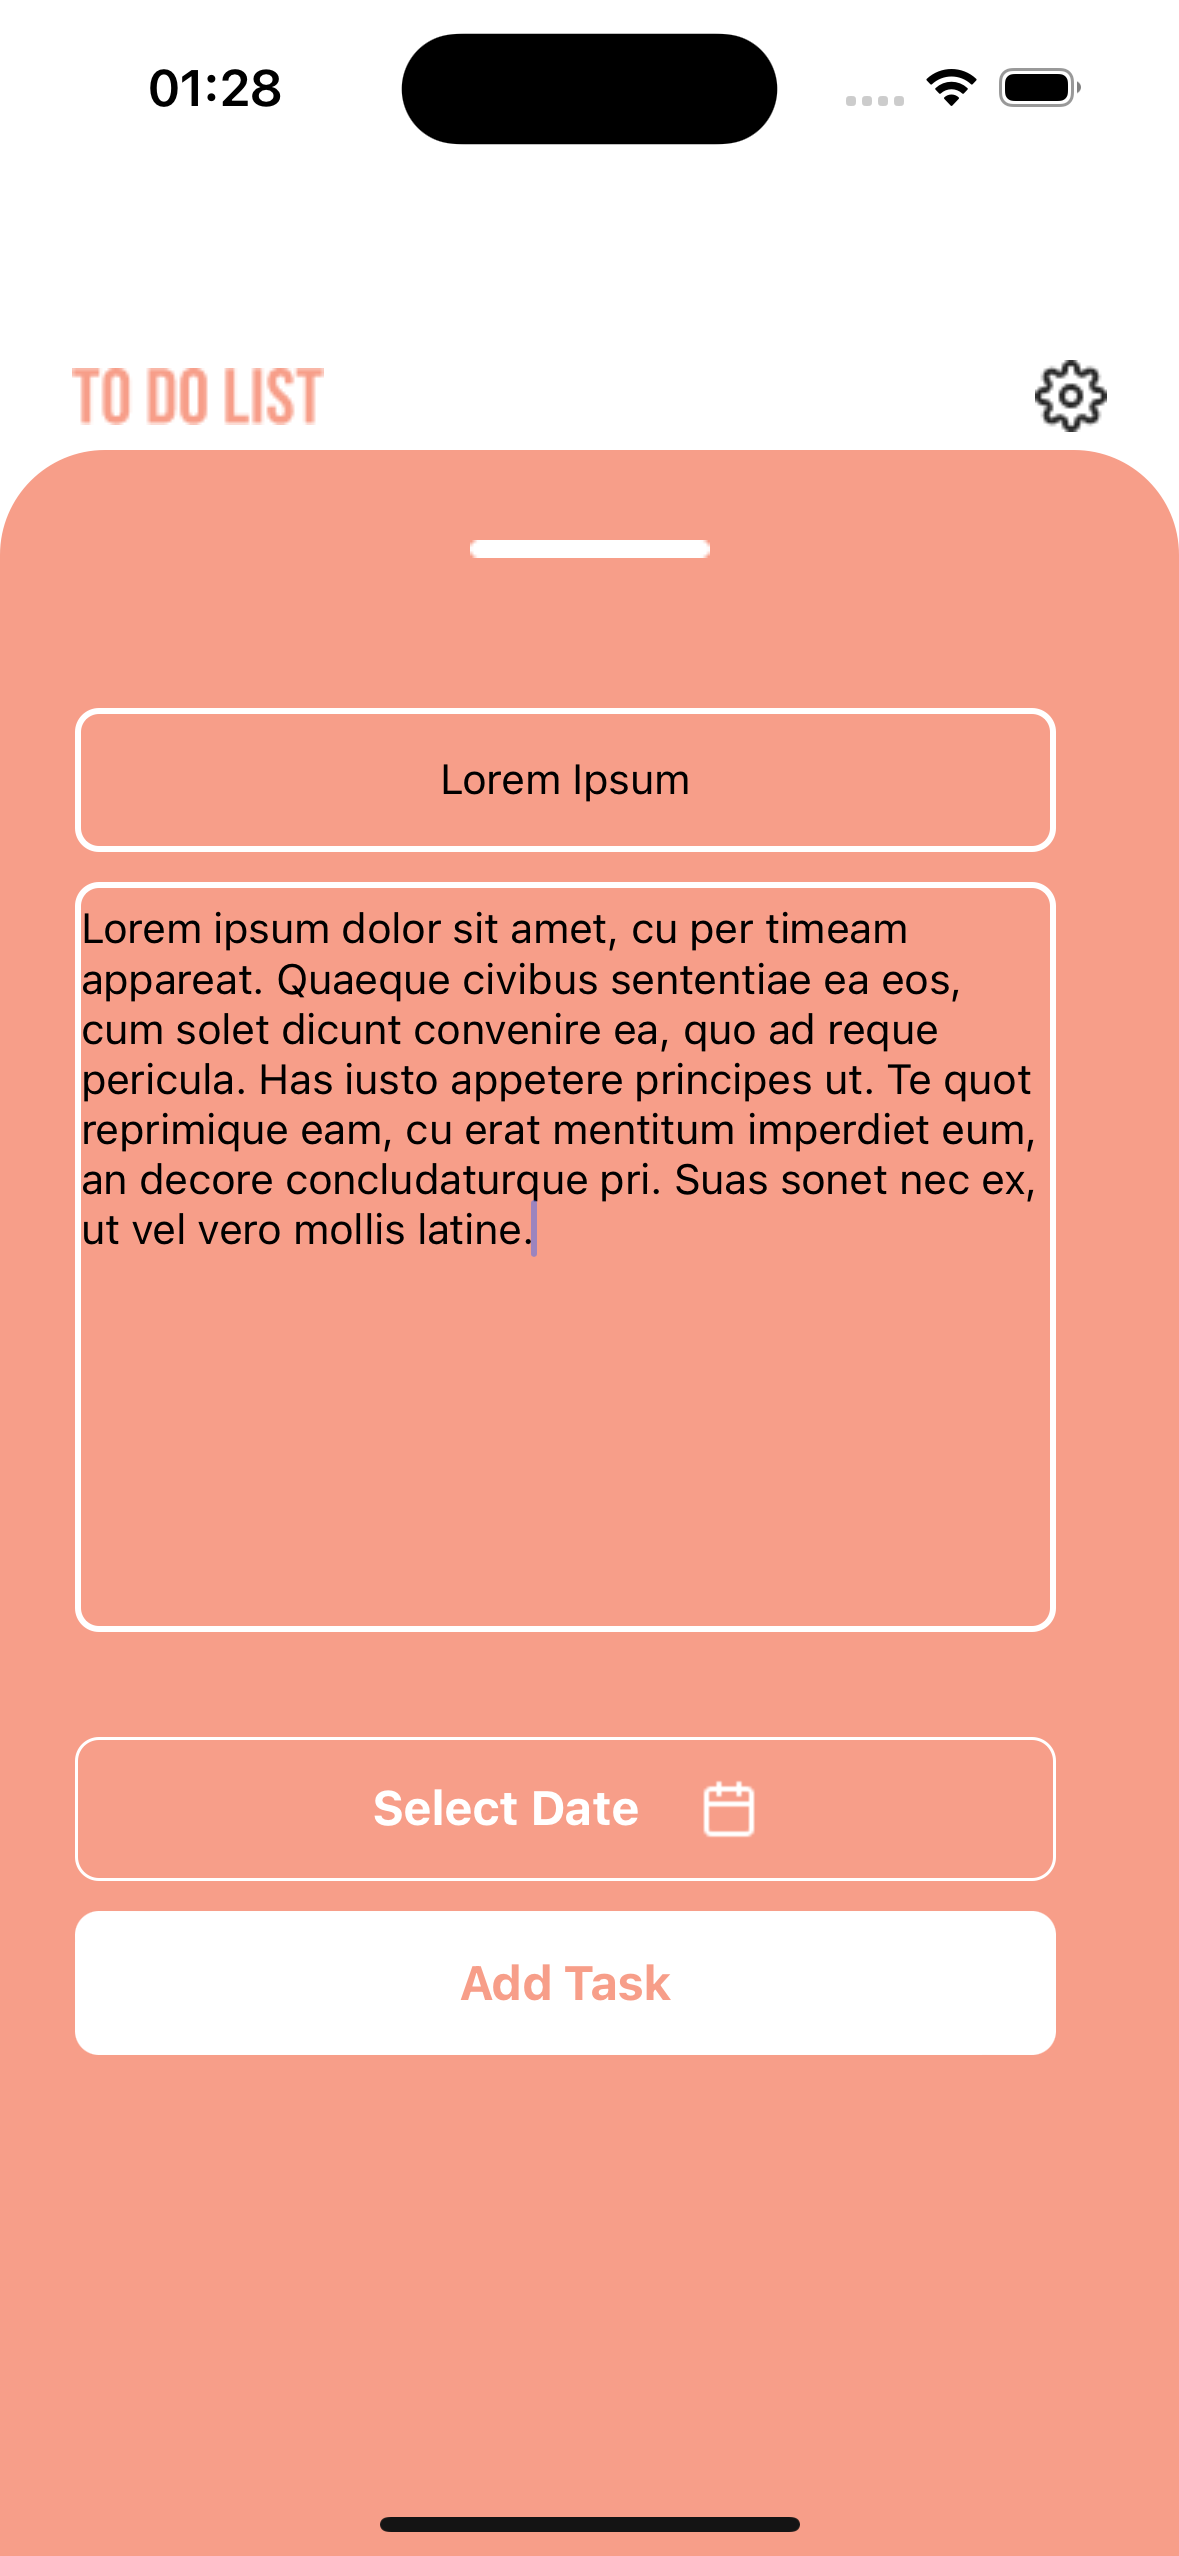 01:28
TO DO LIST
Lorem Ipsum
Lorem ipsum dolor sit amet, cu per timeam
appareat. Quaeque civibus sententiae ea eos,
cum solet dicunt convenire ea, quo ad reque
pericula. Has iusto appetere principes ut. Te quot
reprimique eam, cu erat mentitum imperdiet eum,
an decore concludaturque pri. Suas sonet nec ex,
ut vel vero mollis latine.
Select Date
Add Task